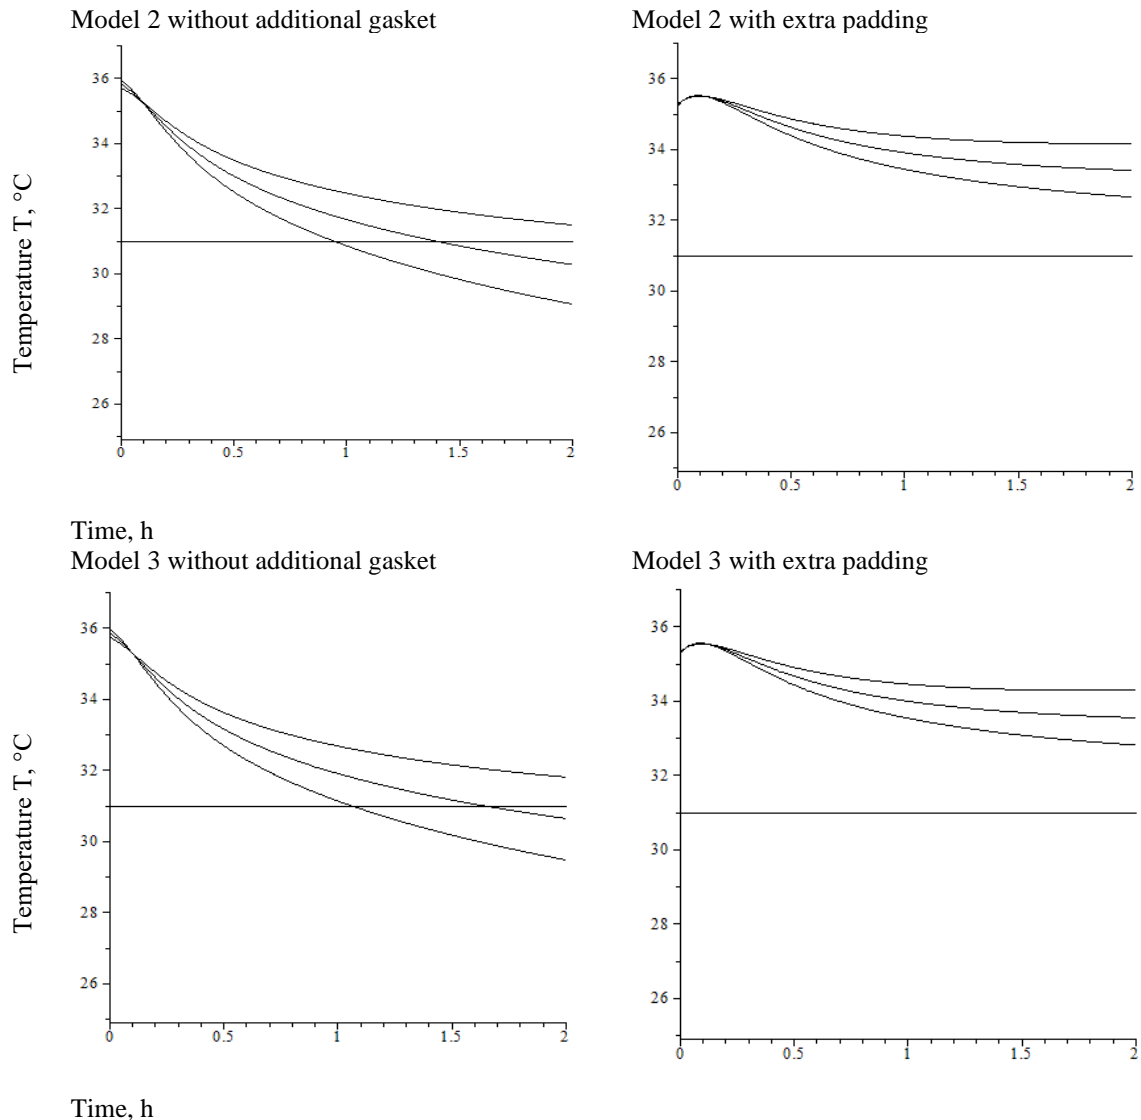 Model 2 without additional gasket
Model 2 with extra padding
Temperature T, °C
36
34
32
30
28
26
0 0.5 1 1.5 2
36
34
32
30
28
26
0 0.5 1 1.5 2
Time, h
Model 3 without additional gasket
Model 3 with extra padding
Temperature T, °C
36
34
32
30
28
26
0 0.5 1 1.5 2
36
34
32
30
28
26
0 0.5 1 1.5 2
Time, h